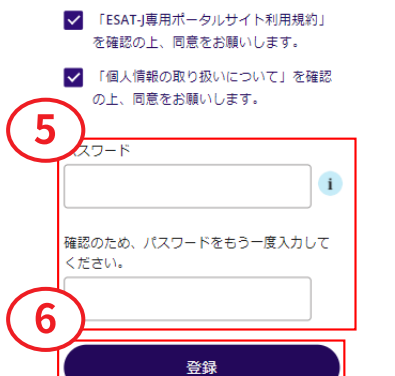 「ESAT-J専用ポータルサイト利用規約」
を確認の上、同意をお願いします。
「個人情報の取り扱いについて」を確認
の上、同意をお願いします。
5
パスワード
i
確認のため、パスワードをもう一度入力して
ください。
6
登録